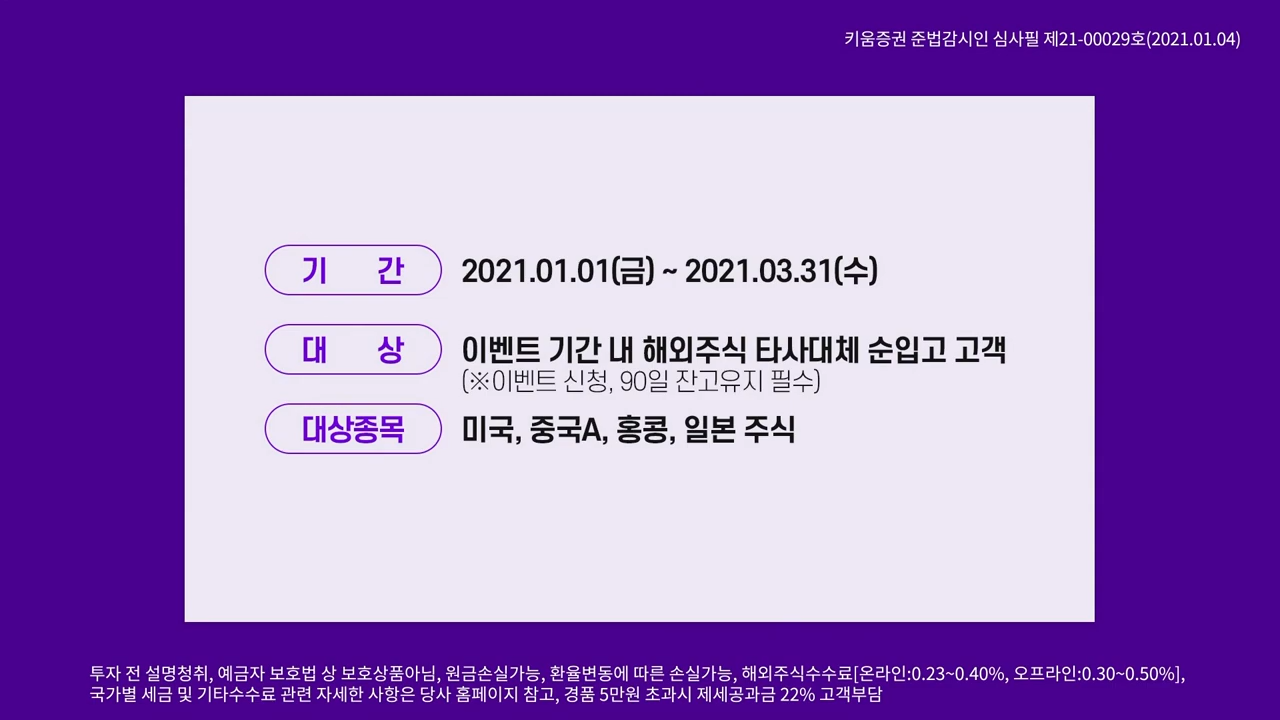 키움증권 준법감시인 심사필 제21-00029호(2021.01.04)
기 간 2021.01.01(금) ~ 2021.03.31(수)
대 상 이벤트 기간 내 해외주식 타사대체 순입고 고객
(※이벤트 신청, 90일 잔고유지 필수)
대상종목 미국, 중국A, 홍콩, 일본 주식
투자 전 설명청취, 예금자 보호법 상 보호상품아님, 원금손실가능, 환율변동에 따른 손실가능, 해외주식수수료[온라인:0.23~0.40%, 오프라인:0.30~0.50%],
국가별 세금 및 기타수수료 관련 자세한 사항은 당사 홈페이지 참고, 경품 5만원 초과시 제세공과금 22% 고객부담